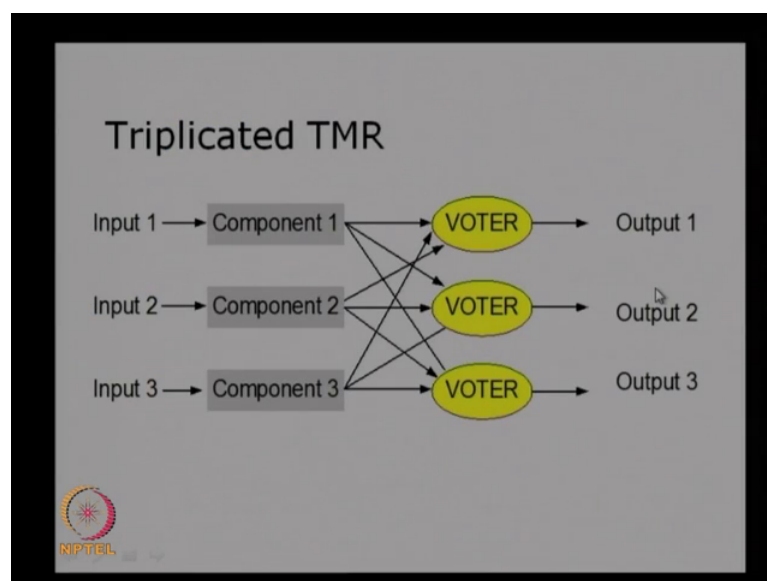 Triplicated TMR
Input 1 Component 1 VOTER Output 1
Input 2 Component 2 VOTER Output 2
Input 3 Component 3 VOTER Output 3
NPTEL